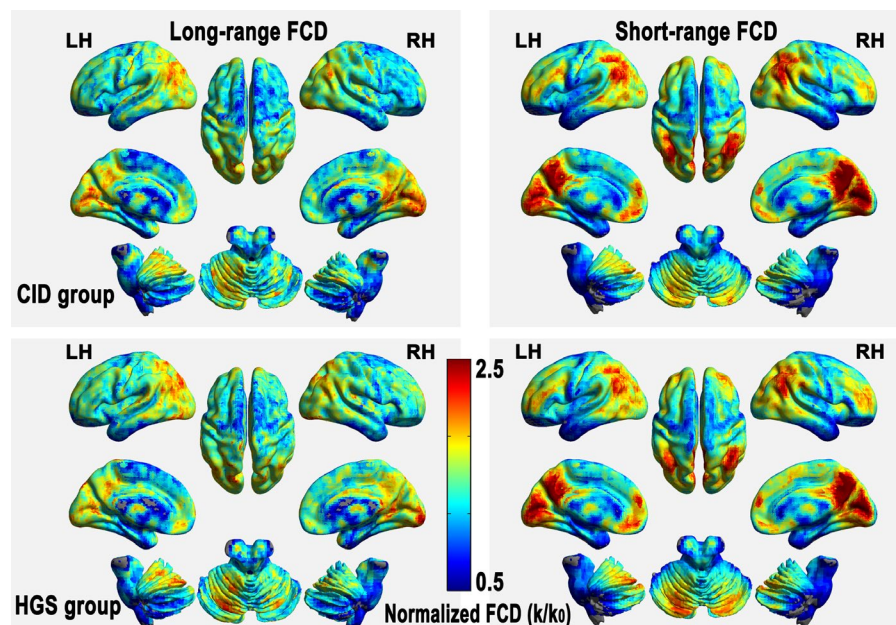 Long-range FCD
LH RH
CID group
Short-range FCD
LH RH
LH RH
HGS group
2.5
0.5
Normalized FCD (k/k0)
LH RH